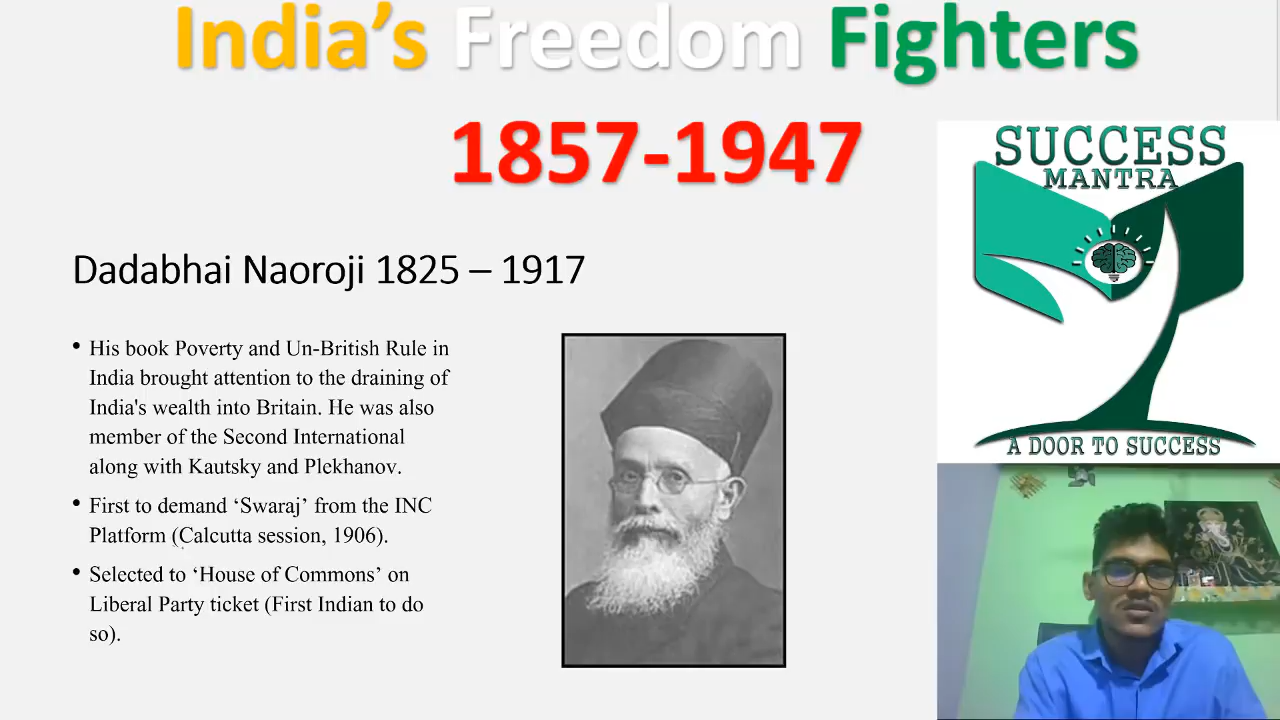 India's Freedom Fighters
1857-1947
SUCCESS
MANTRA
A DOOR TO SUCCESS
Dadabhai Naoroji 1825 – 1917
• His book Poverty and Un-British Rule in
India brought attention to the draining of
India's wealth into Britain. He was also
member of the Second International
along with Kautsky and Plekhanov.
• First to demand ‘Swaraj’ from the INC
Platform (Calcutta session, 1906).
• Selected to ‘House of Commons’ on
Liberal Party ticket (First Indian to do
so).